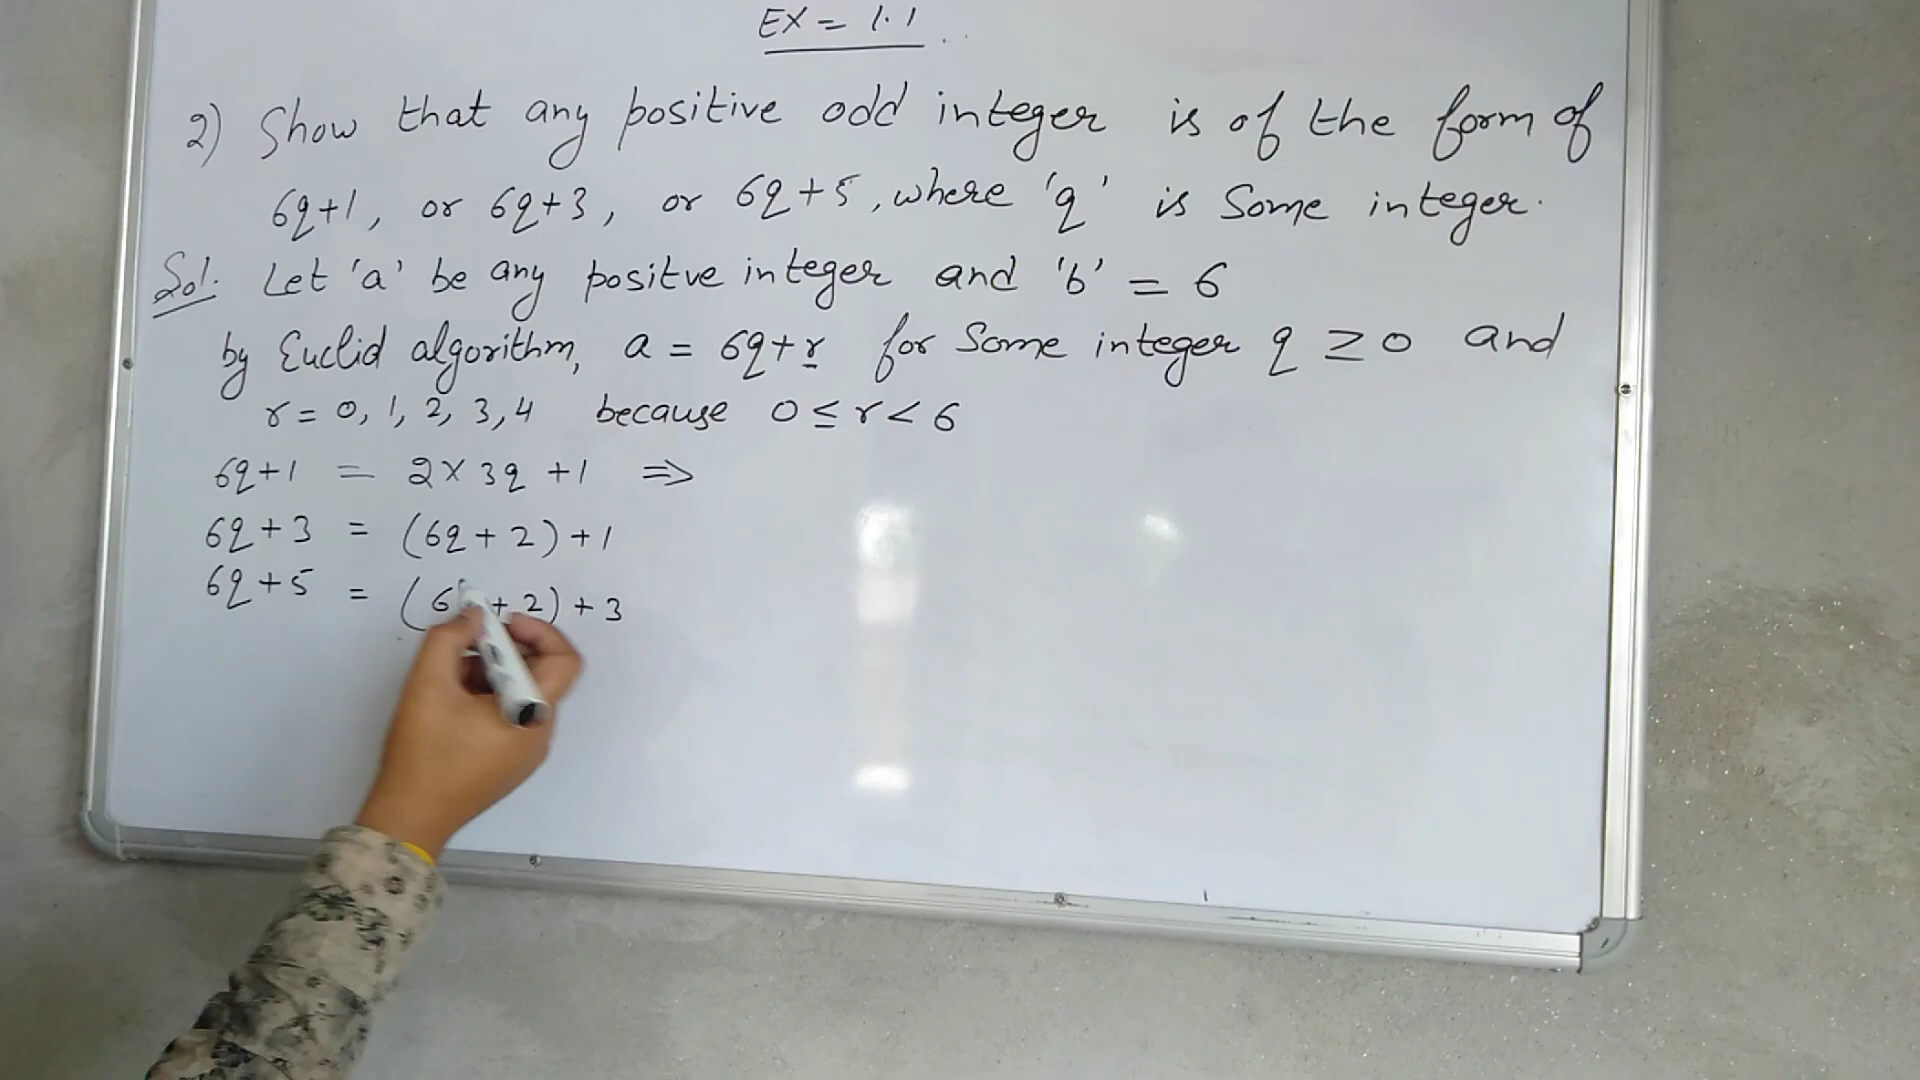 EX = 1.1
2) Show that any positive odd integer is of the form of
6q+1, or 6q+3, or 6q+5, where 'q' is Some integer.
Sol. Let 'a' be any positve integer and 'b' = 6
by Euclid algorithm, a = 6q+r for Some integer q ≥ 0 and
r = 0, 1, 2, 3, 4 because 0 ≤ r < 6
6q+1 = 2×3q+1 ⇒
6q+3 = (6q+2)+1
6q+5 = (6 +2)+3